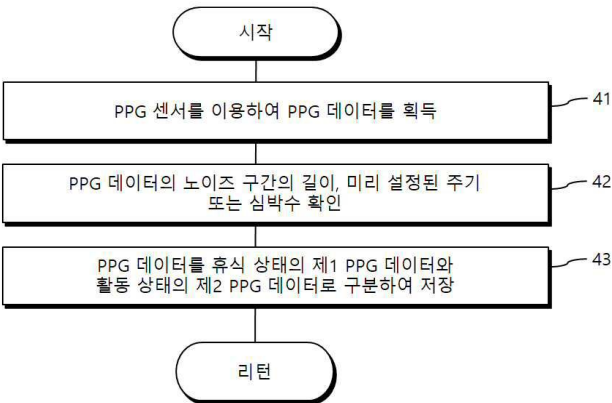 시작
PPG 센서를 이용하여 PPG 데이터를 획득
41
PPG 데이터의 노이즈 구간의 길이, 미리 설정된 주기
또는 심박수 확인
42
PPG 데이터를 휴식 상태의 제1 PPG 데이터와
활동 상태의 제2 PPG 데이터로 구분하여 저장
43
리턴